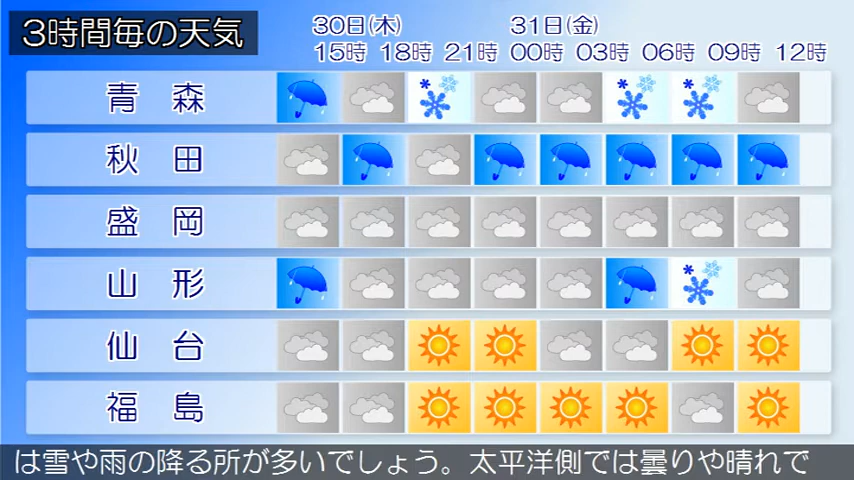 3時間毎の天気
30日(木) 31日(金)
15時 18時 21時 00時 03時 06時 09時 12時
青森
秋田
盛岡
山形
仙台
福島
は雪や雨の降る所が多いでしょう。太平洋側では曇りや晴れで